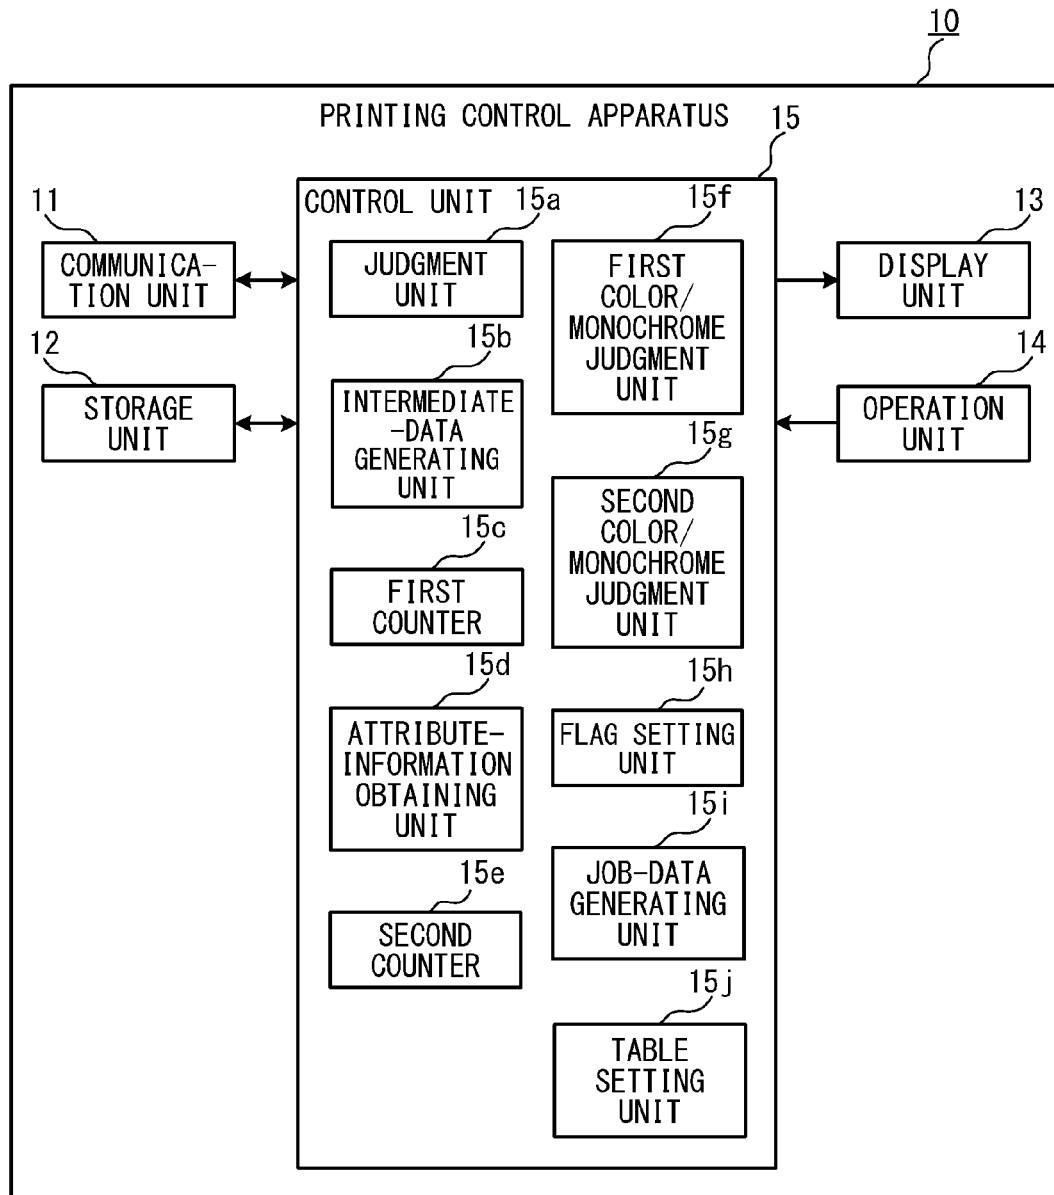 10
PRINTING CONTROL APPARATUS
15
11
COMMUNICA-
TION UNIT
12
STORAGE
UNIT
CONTROL UNIT
15a
JUDGMENT
UNIT
15b
INTERMEDIATE
-DATA
GENERATING
UNIT
15c
FIRST
COUNTER
15d
ATTRIBUTE-
INFORMATION
OBTAINING
UNIT
15e
SECOND
COUNTER
15f
FIRST
COLOR/
MONOCHROME
JUDGMENT
UNIT
15g
SECOND
COLOR/
MONOCHROME
JUDGMENT
UNIT
15h
FLAG SETTING
UNIT
15i
JOB-DATA
GENERATING
UNIT
15j
TABLE
SETTING
UNIT
13
DISPLAY
UNIT
14
OPERATION
UNIT